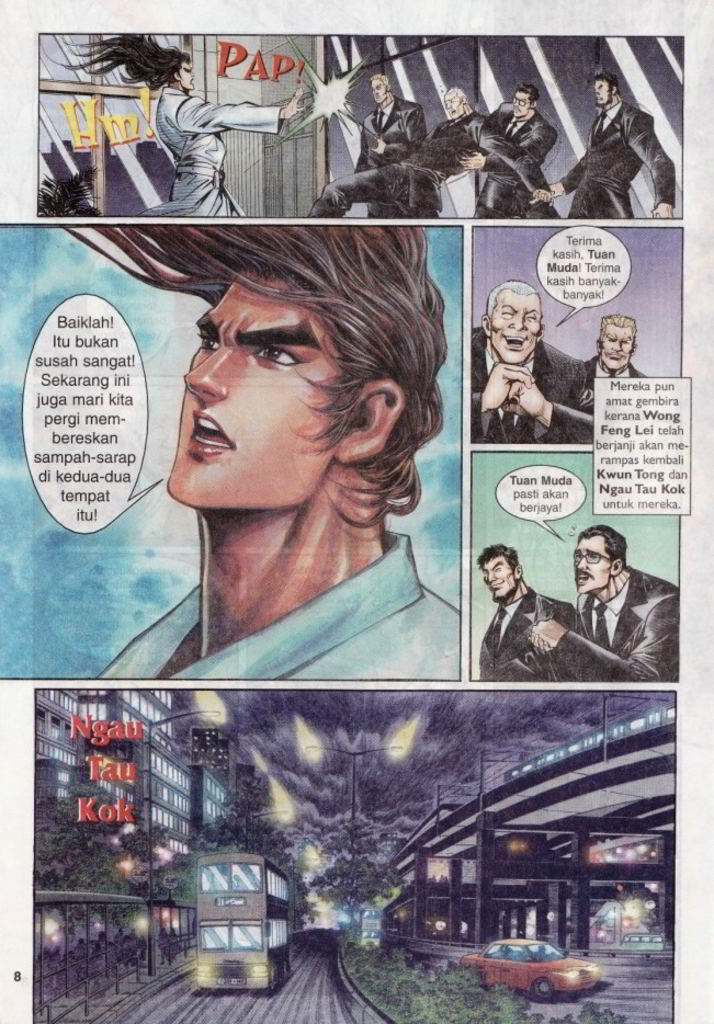 PAP!
Hm!
Baiklah!
Itu bukan
susah sangat!
Sekarang ini
juga mari kita
pergi mem-
bereskan
sampah-sarap
di kedua-dua
tempat
itu!
Terima
kasih, Tuan
Muda! Terima
kasih banyak-
banyak!
Mereka pun
amat gembira
kerana Wong
Feng Lei telah
berjanji akan me-
rampas kembali
Kwun Tong dan
Ngau Tau Kok
untuk mereka.
Tuan Muda
pasti akan
berjaya!
Ngau
Tau
Kok
8